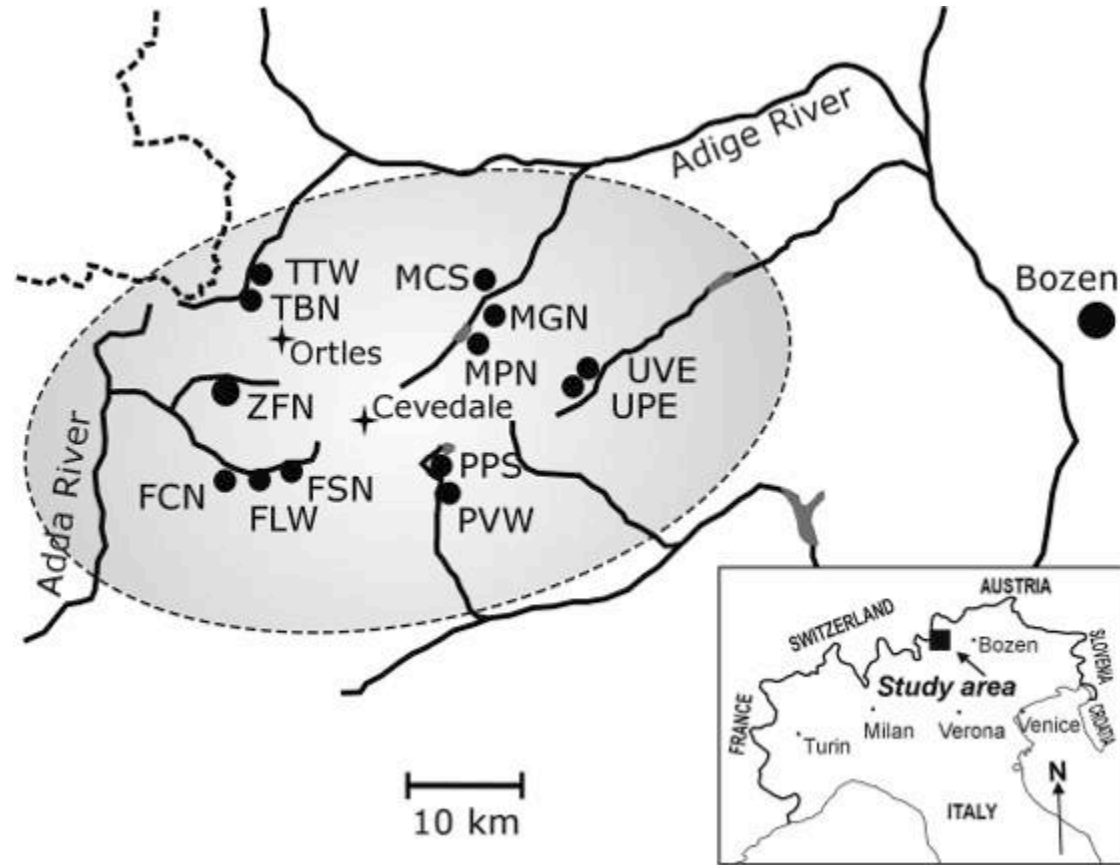 Adige River
TTW
MCS
Bozen
TBN
MGN
Ortles
MPN
UVE
UPE
ZFN
Cevedale
PPS
FCN
FSN
FLW
PVW
Adda River
10 km
AUSTRIA
SWITZERLAND
Bozen
SLOVENIA
Study area
FRANCE
CROATA
Milan
Verona
Venice
Turin
N
ITALY